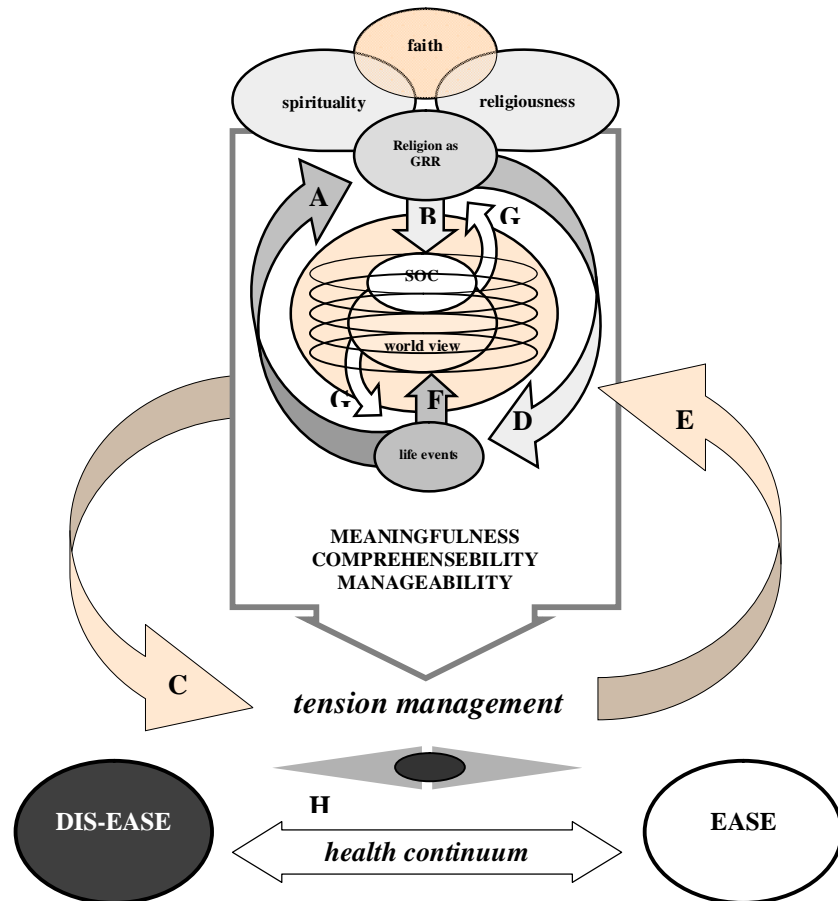 faith
spirituality
religiousness
Religion as
GRR
A
B
G
SOC
world view
G
F
D
life events
E
MEANINGFULNESS
COMPREHENSEBILITY
MANAGEABILITY
C
tension management
H
DIS-EASE
EASE
health continuum